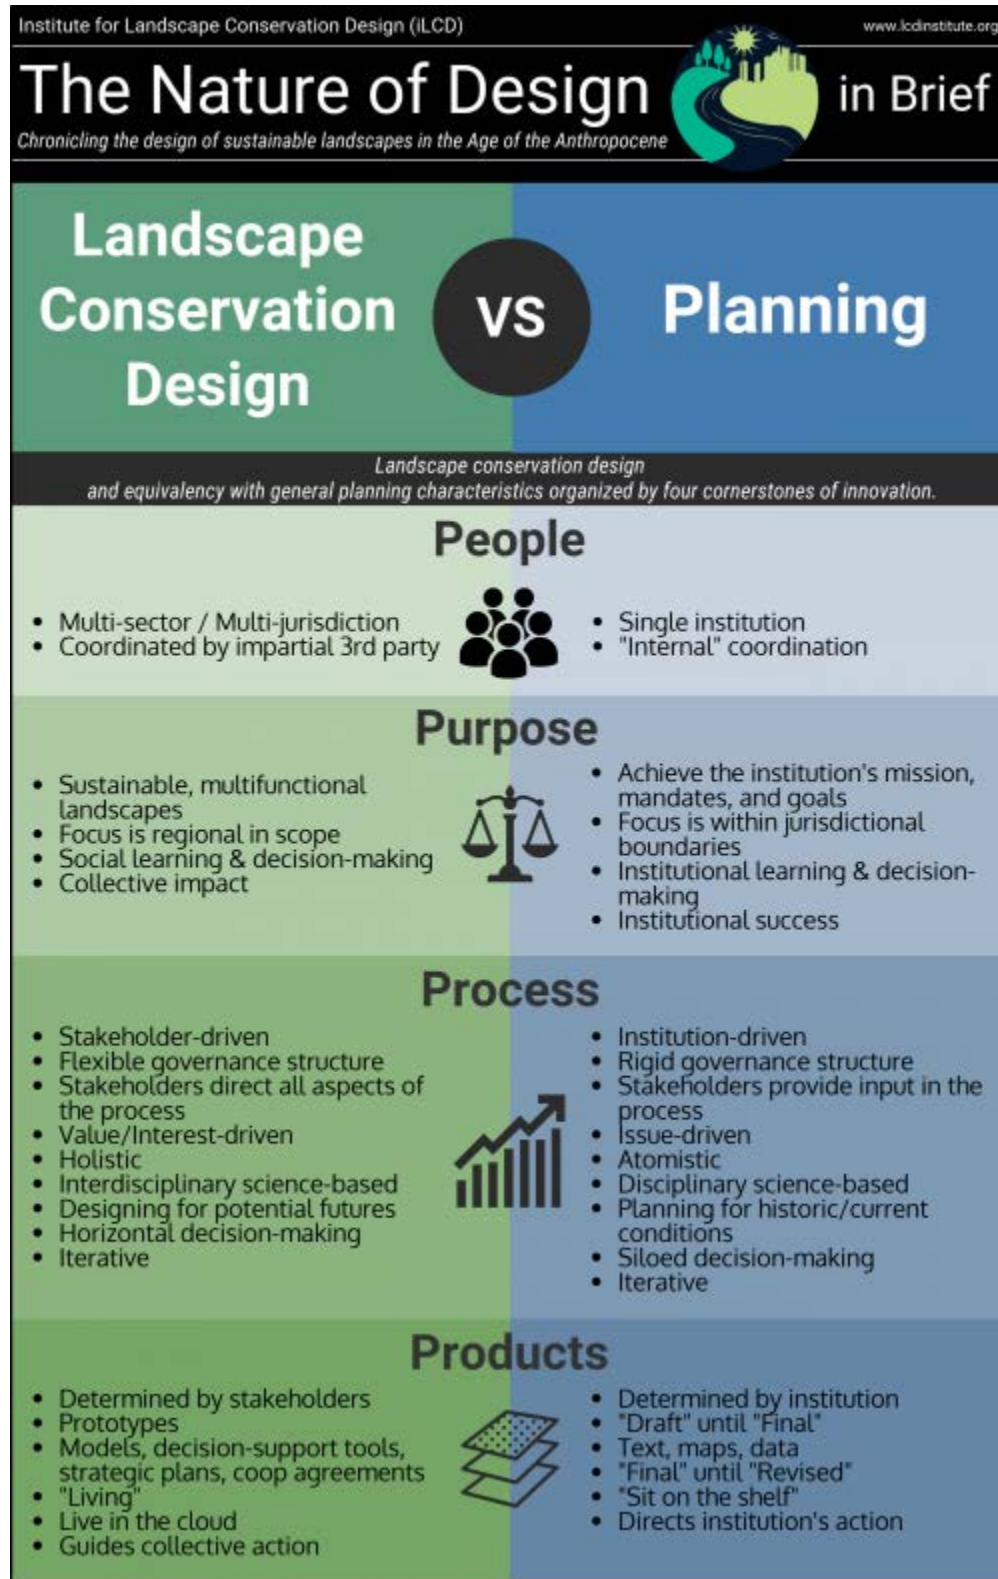 Institute for Landscape Conservation Design (iLCD)
www.lcdinstitute.org
The Nature of Design
in Brief
Chronicling the design of sustainable landscapes in the Age of the Anthropocene
Landscape
Conservation
Design
VS
Planning
Landscape conservation design
and equivalency with general planning characteristics organized by four cornerstones of innovation.
People
• Multi-sector / Multi-jurisdiction
• Coordinated by impartial 3rd party
• Single institution
• "Internal" coordination
Purpose
• Sustainable, multifunctional
landscapes
• Focus is regional in scope
• Social learning & decision-making
• Collective impact
• Achieve the institution's mission,
mandates, and goals
• Focus is within jurisdictional
boundaries
• Institutional learning & decision-
making
• Institutional success
Process
• Stakeholder-driven
• Flexible governance structure
• Stakeholders direct all aspects of
the process
• Value/Interest-driven
• Holistic
• Interdisciplinary science-based
• Designing for potential futures
• Horizontal decision-making
• Iterative
• Institution-driven
• Rigid governance structure
• Stakeholders provide input in the
process
• Issue-driven
• Atomistic
• Disciplinary science-based
• Planning for historic/current
conditions
• Siloed decision-making
• Iterative
Products
• Determined by stakeholders
• Prototypes
• Models, decision-support tools,
strategic plans, coop agreements
• "Living"
• Live in the cloud
• Guides collective action
• Determined by institution
• "Draft" until "Final"
• Text, maps, data
• "Final" until "Revised"
• "Sit on the shelf"
• Directs institution's action